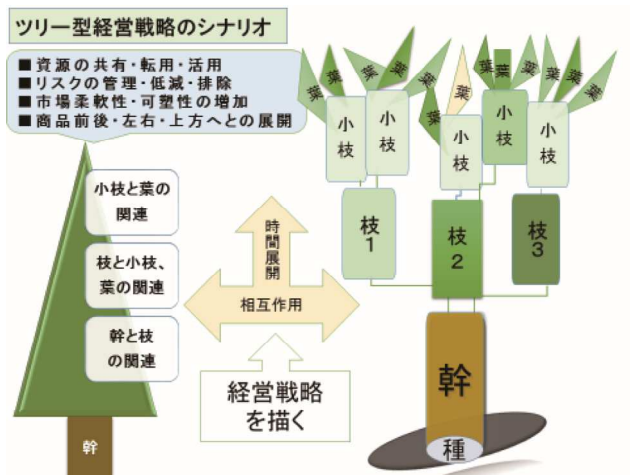 ツリー型経営戦略のシナリオ
■資源の共有・転用・活用
■リスクの管理・低減・排除
■市場柔軟性・可塑性の増加
■商品前後・左右・上方へとの展開
小枝と葉の
関連
枝と小枝、
葉の関連
幹と枝
の関連
幹
時間展開
相互作用
経営戦略
を描く
葉
葉
葉
葉
葉
葉
葉
葉
葉
葉
葉
小枝
小枝
小枝
小枝
小枝
枝1
枝2
枝3
幹
種